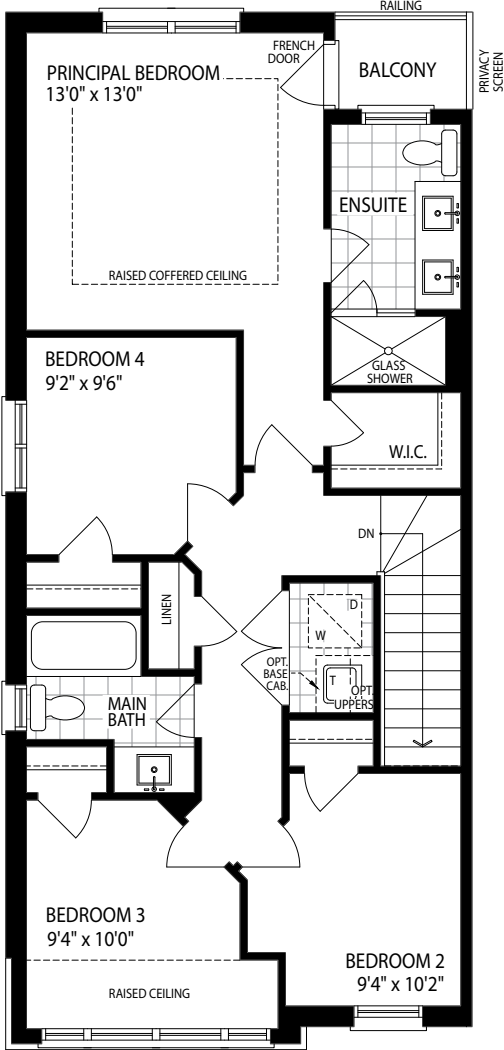 RAILING
FRENCH
DOOR
BALCONY
PRIVACY
SCREEN
PRINCIPAL BEDROOM
13'0" x 13'0"
ENSUITE
RAISED COFFERED CEILING
GLASS
SHOWER
BEDROOM 4
9'2" x 9'6"
W.I.C.
DN
LINEN
D
W
OPT.
BASE
CAB.
T
OPT.
UPPERS
MAIN
BATH
BEDROOM 3
9'4" x 10'0"
RAISED CEILING
BEDROOM 2
9'4" x 10'2"